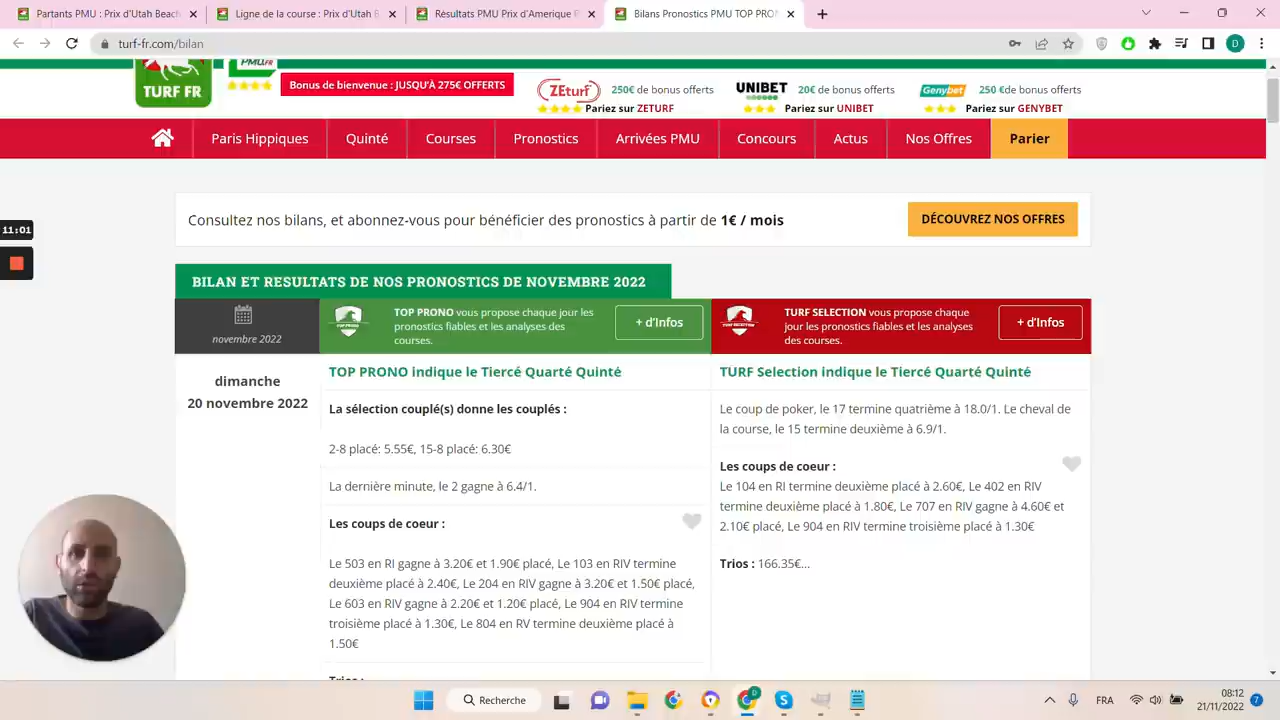 Partants PMU : Prix d'Utah Beach
Ligne de la course : Prix d'Utah B
Résultats PMU Prix d'Amerique
Bilans Pronostics PMU TOP PRON
turf-fr.com/bilan
TURF FR
PMU.FR
Bonus de bienvenue : JUSQU'À 275€ OFFERTS
ZEturf
250€ de bonus offerts
Pariez sur ZETURF
UNIBET
20€ de bonus offerts
Pariez sur UNIBET
Genybet
250 €de bonus offerts
Pariez sur GENYBET
Paris Hippiques
Quinté
Courses
Pronostics
Arrivées PMU
Concours
Actus
Nos Offres
Parier
Consultez nos bilans, et abonnez-vous pour bénéficier des pronostics à partir de 1€ / mois
DÉCOUVREZ NOS OFFRES
11:01
BILAN ET RESULTATS DE NOS PRONOSTICS DE NOVEMBRE 2022
novembre 2022
TOP PRONO
TOP PRONO vous propose chaque jour les
pronostics fiables et les analyses des
courses.
+ d'Infos
TURF SELECTION vous propose chaque
jour les pronostics fiables et les analyses
des courses.
+ d'Infos
dimanche
20 novembre 2022
TOP PRONO indique le Tiercé Quarté Quinté
La sélection couplé(s) donne les couplés :
2-8 placé: 5.55€, 15-8 placé: 6.30€
La dernière minute, le 2 gagne à 6.4/1.
Les coups de coeur :
Le 503 en RI gagne à 3.20€ et 1.90€ placé, Le 103 en RIV termine
deuxième placé à 2.40€, Le 204 en RIV gagne à 3.20€ et 1.50€ placé,
Le 603 en RIV gagne à 2.20€ et 1.20€ placé, Le 904 en RIV termine
troisième placé à 1.30€, Le 804 en RV termine deuxième placé à
1.50€
Trios :
TURF Selection indique le Tiercé Quarté Quinté
Le coup de poker, le 17 termine quatrième à 18.0/1. Le cheval de
la course, le 15 termine deuxième à 6.9/1.
Les coups de coeur :
Le 104 en RI termine deuxième placé à 2.60€, Le 402 en RIV
termine deuxième placé à 1.80€, Le 707 en RIV gagne à 4.60€ et
2.10€ placé, Le 904 en RIV termine troisième placé à 1.30€
Trios : 166.35€...
Recherche
FRA
08:12
21/11/2022
7
D
D